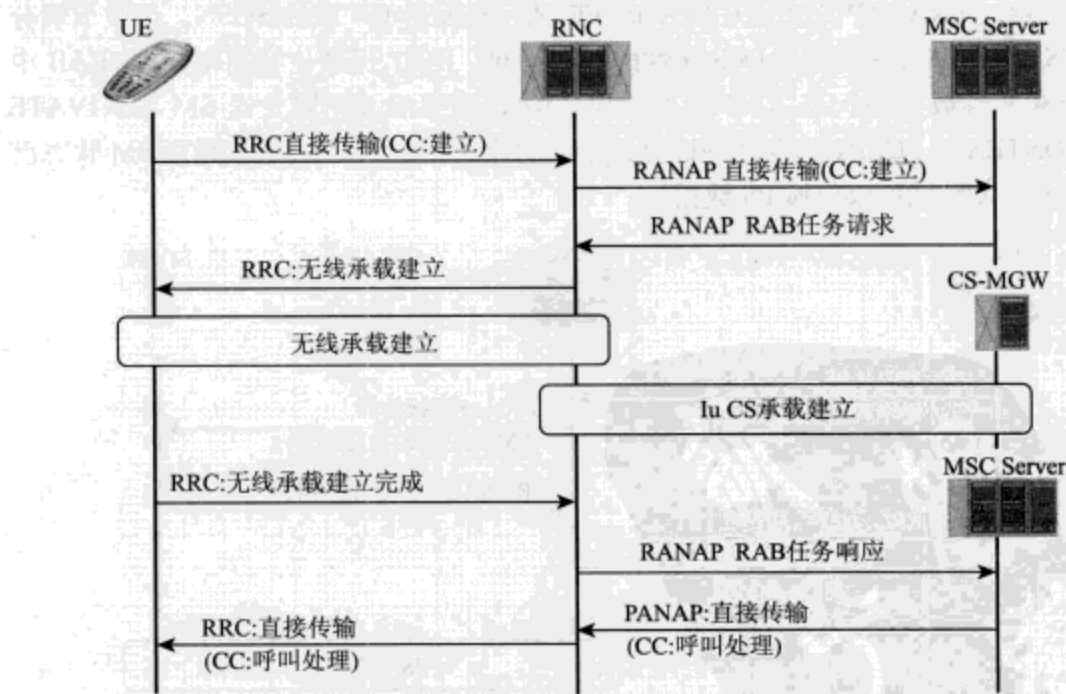 UE
RNC
MSC Server
RRC直接传输(CC:建立)
RANAP 直接传输(CC:建立)
RANAP RAB任务请求
RRC:无线承载建立
CS-MGW
无线承载建立
Iu CS承载建立
MSC Server
RRC:无线承载建立完成
RANAP RAB任务响应
PANAP:直接传输
(CC:呼叫处理)
RRC:直接传输
(CC:呼叫处理)